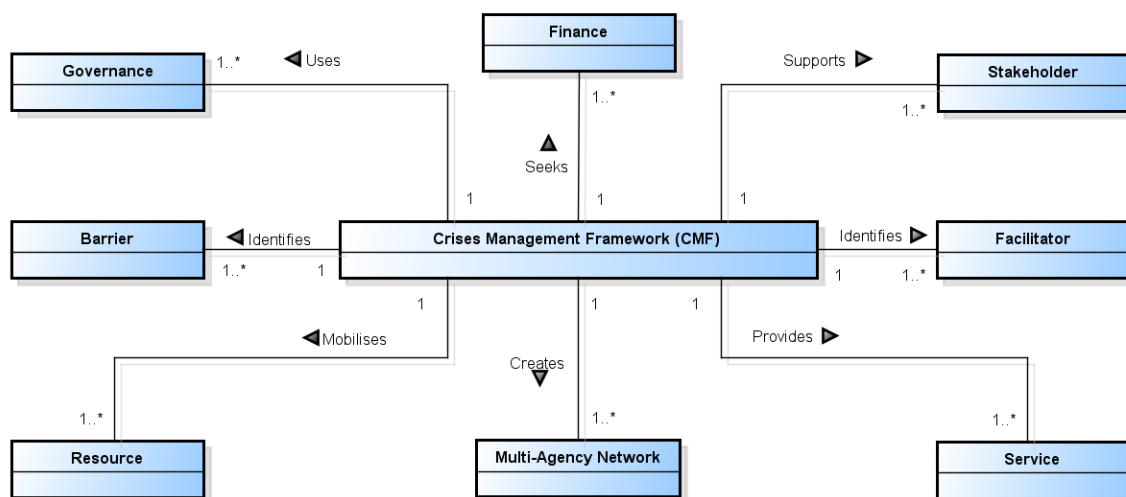 Finance
Governance
1..*
Uses
Supports
Stakeholder
1..*
1..*
Seeks
1
1
1
Barrier
Identifies
Crises Management Framework (CMF)
Identifies
Facilitator
1..*
1
1
1..*
1
1
1
Mobilises
Creates
Provides
1..*
1..*
1..*
Resource
Multi-Agency Network
Service